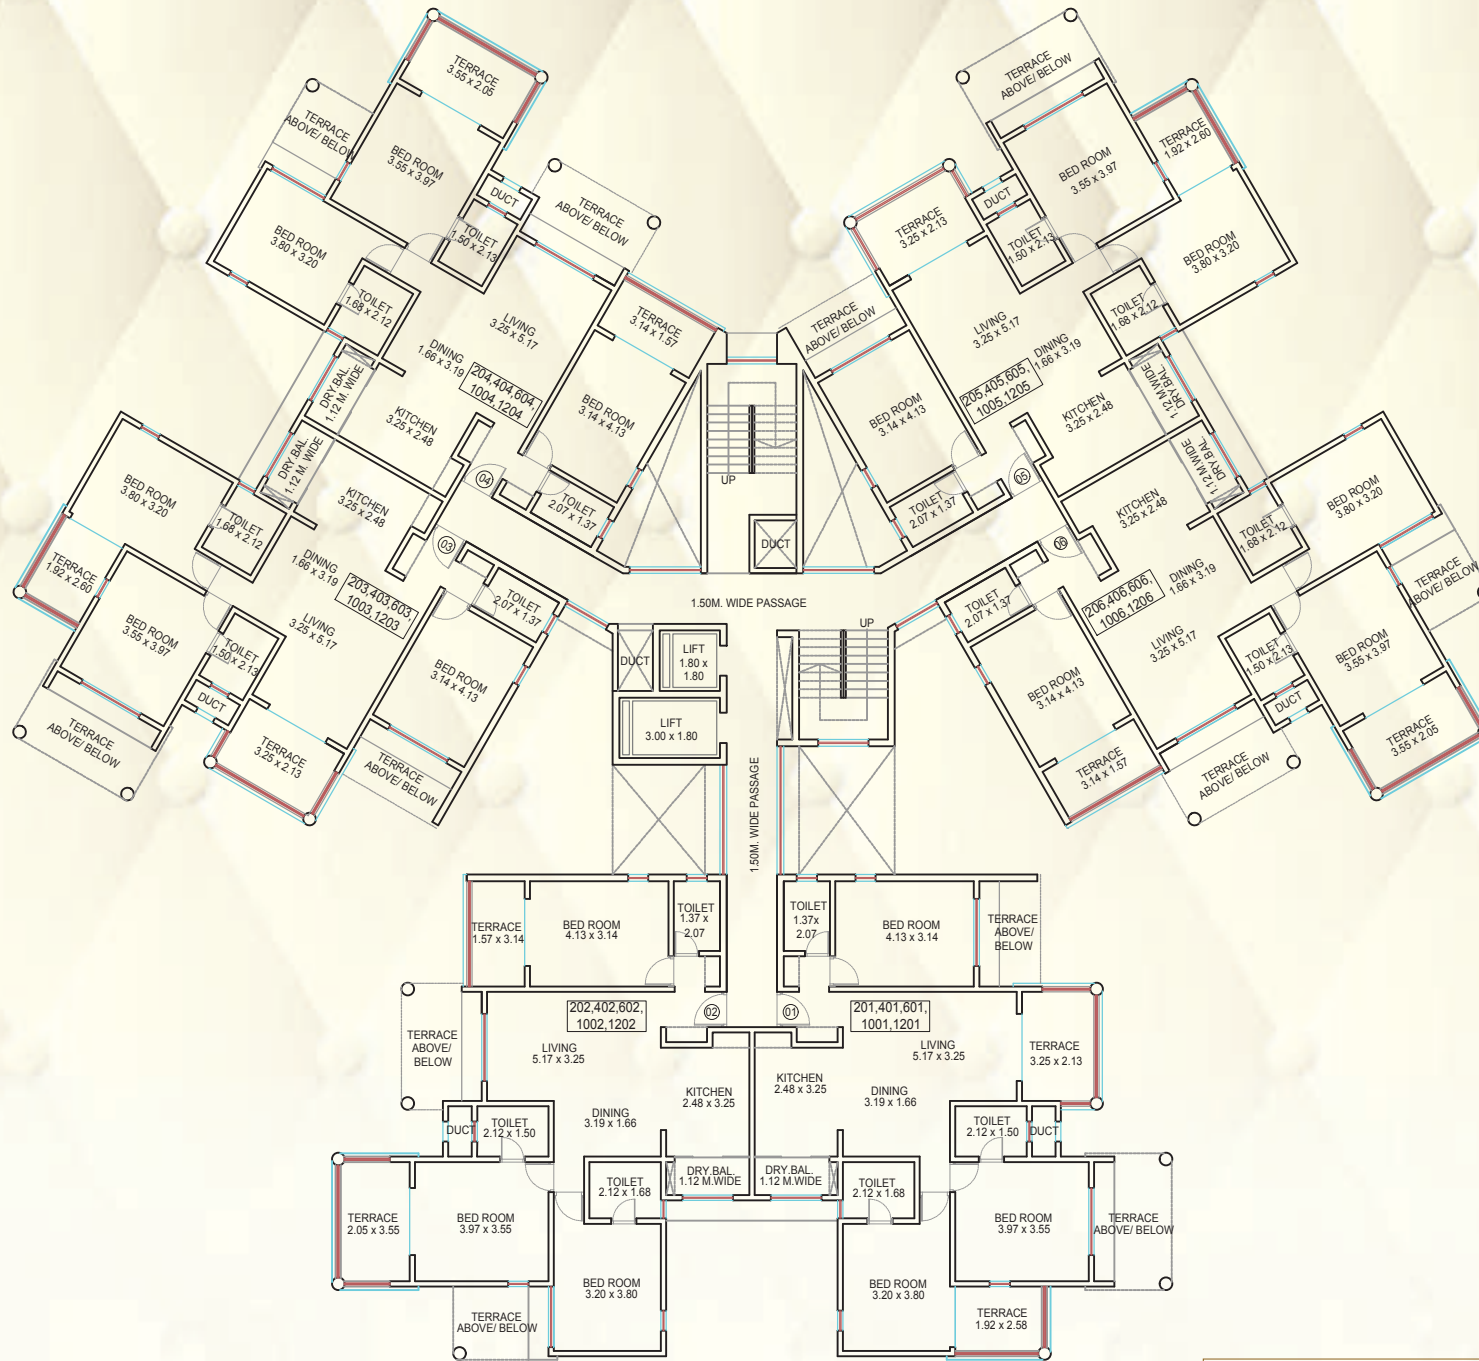 TERRACE
3.55 x 2.05
TERRACE
ABOVE/ BELOW
BED ROOM
3.55 x 3.97
DUCT
TERRACE
ABOVE/ BELOW
BED ROOM
3.80 x 3.20
TOILET
1.50 x 2.13
TOILET
1.68 x 2.12
LIVING
3.25 x 5.17
TERRACE
3.14 x 1.57
DINING
1.66 x 3.19
204,404,604,
1004,1204
DRY.BAL.
1.12 M. WIDE
KITCHEN
3.25 x 2.48
BED ROOM
3.14 x 4.13
04
TOILET
2.07 x 1.37
TERRACE
ABOVE/ BELOW
BED ROOM
3.55 x 3.97
TERRACE
1.92 x 2.60
DUCT
TERRACE
3.25 x 2.13
TOILET
1.50 x 2.13
BED ROOM
3.80 x 3.20
TERRACE
ABOVE/ BELOW
LIVING
3.25 x 5.17
TOILET
1.68 x 2.12
DINING
1.66 x 3.19
205,405,605,
1005,1205
DRY.BAL.
1.12 M.WIDE
BED ROOM
3.14 x 4.13
KITCHEN
3.25 x 2.48
05
TOILET
2.07 x 1.37
UP
DUCT
DRY.BAL.
1.12 M. WIDE
BED ROOM
3.80 x 3.20
KITCHEN
3.25 x 2.48
TOILET
1.68 x 2.12
03
TERRACE
1.92 x 2.60
DINING
1.66 x 3.19
203,403,603,
1003,1203
TOILET
2.07 x 1.37
BED ROOM
3.55 x 3.97
LIVING
3.25 x 5.17
TOILET
1.50 x 2.13
BED ROOM
3.14 x 4.13
DUCT
TERRACE
ABOVE/ BELOW
TERRACE
3.25 x 2.13
TERRACE
ABOVE/ BELOW
DRY.BAL.
1.12 M.WIDE
KITCHEN
3.25 x 2.48
BED ROOM
3.80 x 3.20
TOILET
1.68 x 2.12
06
DINING
1.66 x 3.19
TERRACE
ABOVE/ BELOW
206,406,606,
1006,1206
TOILET
2.07 x 1.37
LIVING
3.25 x 5.17
TOILET
1.50 x 2.13
BED ROOM
3.55 x 3.97
BED ROOM
3.14 x 4.13
DUCT
TERRACE
3.14 x 1.57
TERRACE
ABOVE/ BELOW
TERRACE
3.55 x 2.05
1.50M. WIDE PASSAGE
UP
DUCT
LIFT
1.80 x
1.80
LIFT
3.00 x 1.80
1.50M. WIDE PASSAGE
TERRACE
1.57 x 3.14
BED ROOM
4.13 x 3.14
TOILET
1.37 x
2.07
202,402,602,
1002,1202
02
TERRACE
ABOVE/
BELOW
LIVING
5.17 x 3.25
KITCHEN
2.48 x 3.25
DINING
3.19 x 1.66
DUCT
TOILET
2.12 x 1.50
TOILET
2.12 x 1.68
DRY.BAL.
1.12 M.WIDE
TERRACE
2.05 x 3.55
BED ROOM
3.97 x 3.55
BED ROOM
3.20 x 3.80
TERRACE
ABOVE/ BELOW
TOILET
1.37x
2.07
BED ROOM
4.13 x 3.14
TERRACE
ABOVE/
BELOW
01
201,401,601,
1001,1201
LIVING
5.17 x 3.25
TERRACE
3.25 x 2.13
KITCHEN
2.48 x 3.25
DINING
3.19 x 1.66
TOILET
2.12 x 1.50
DUCT
DRY.BAL.
1.12 M.WIDE
TOILET
2.12 x 1.68
BED ROOM
3.97 x 3.55
TERRACE
ABOVE/ BELOW
BED ROOM
3.20 x 3.80
TERRACE
1.92 x 2.58